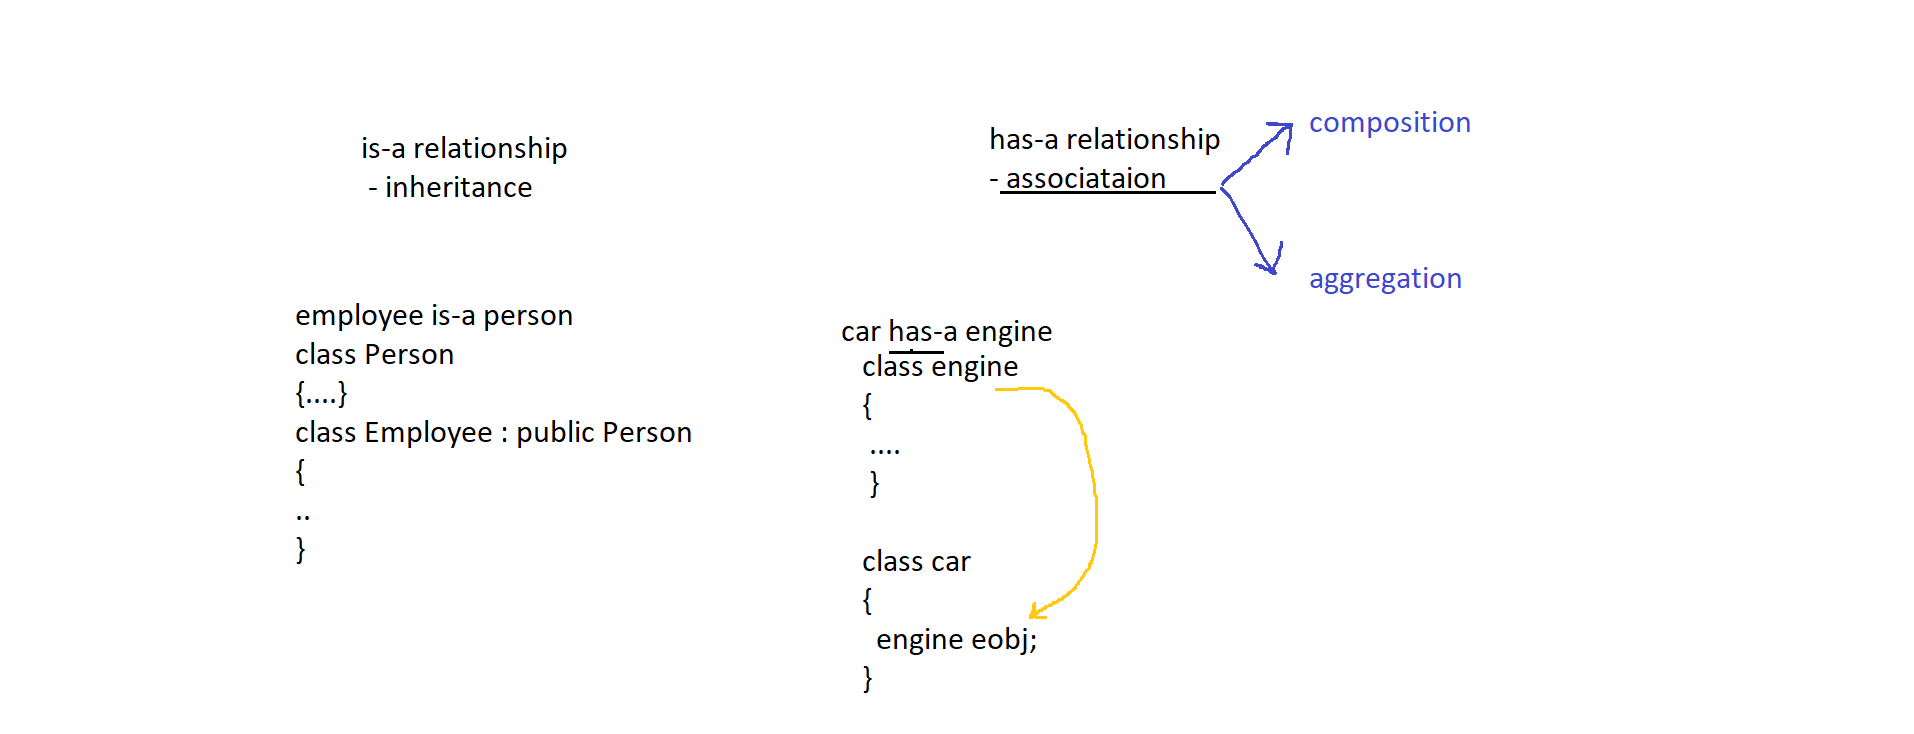 is-a relationship
- inheritance
has-a relationship
- associataion
composition
aggregation
employee is-a person
class Person
{....}
class Employee : public Person
{
..
}
car has-a engine
class engine
{
....
}
class car
{
engine eobj;
}